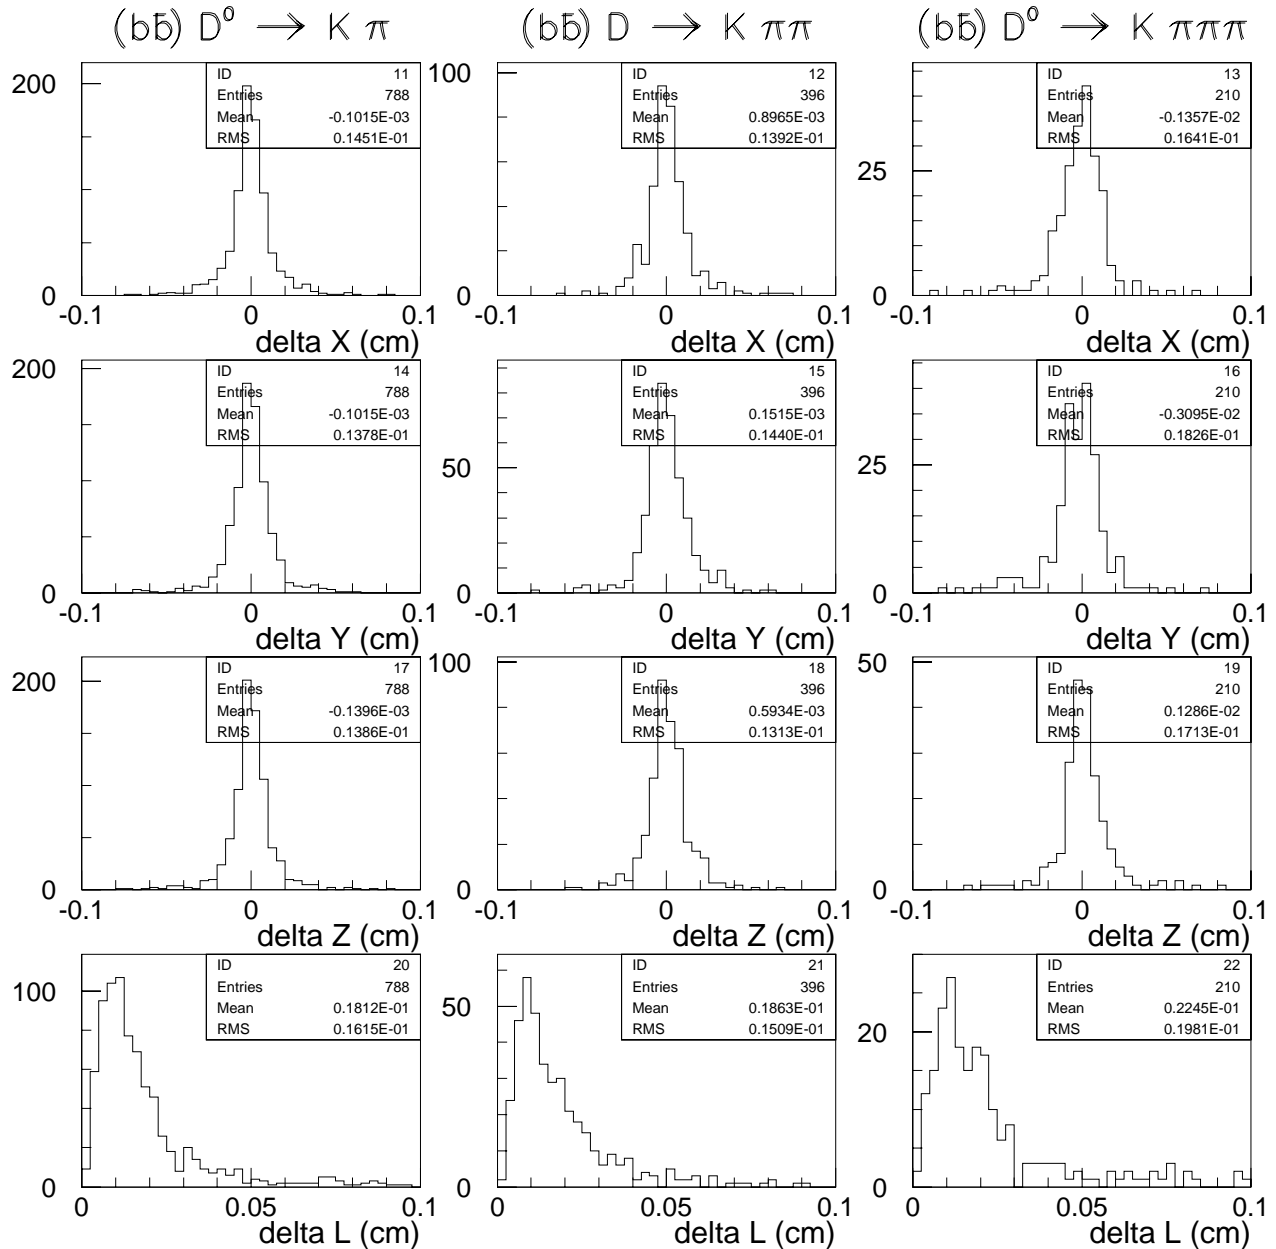 (bb̄) D⁰ → K π
(bb̄) D → K ππ
(bb̄) D⁰ → K πππ
ID 11
Entries 788
Mean -0.1015E-03
RMS 0.1451E-01
200
0
-0.1 0 0.1
delta X (cm)
ID 12
Entries 396
Mean 0.8965E-03
RMS 0.1392E-01
100
0
-0.1 0 0.1
delta X (cm)
ID 13
Entries 210
Mean -0.1357E-02
RMS 0.1641E-01
25
0
-0.1 0 0.1
delta X (cm)
ID 14
Entries 788
Mean -0.1015E-03
RMS 0.1378E-01
200
0
-0.1 0 0.1
delta Y (cm)
ID 15
Entries 396
Mean 0.1515E-03
RMS 0.1440E-01
50
0
-0.1 0 0.1
delta Y (cm)
ID 16
Entries 210
Mean -0.3095E-02
RMS 0.1826E-01
25
0
-0.1 0 0.1
delta Y (cm)
ID 17
Entries 788
Mean -0.1396E-03
RMS 0.1386E-01
200
0
-0.1 0 0.1
delta Z (cm)
ID 18
Entries 396
Mean 0.5934E-03
RMS 0.1313E-01
100
0
-0.1 0 0.1
delta Z (cm)
ID 19
Entries 210
Mean 0.1286E-02
RMS 0.1713E-01
50
0
-0.1 0 0.1
delta Z (cm)
ID 20
Entries 788
Mean 0.1812E-01
RMS 0.1615E-01
100
0
0 0.05 0.1
delta L (cm)
ID 21
Entries 396
Mean 0.1863E-01
RMS 0.1509E-01
50
0
0 0.05 0.1
delta L (cm)
ID 22
Entries 210
Mean 0.2245E-01
RMS 0.1981E-01
20
0
0 0.05 0.1
delta L (cm)